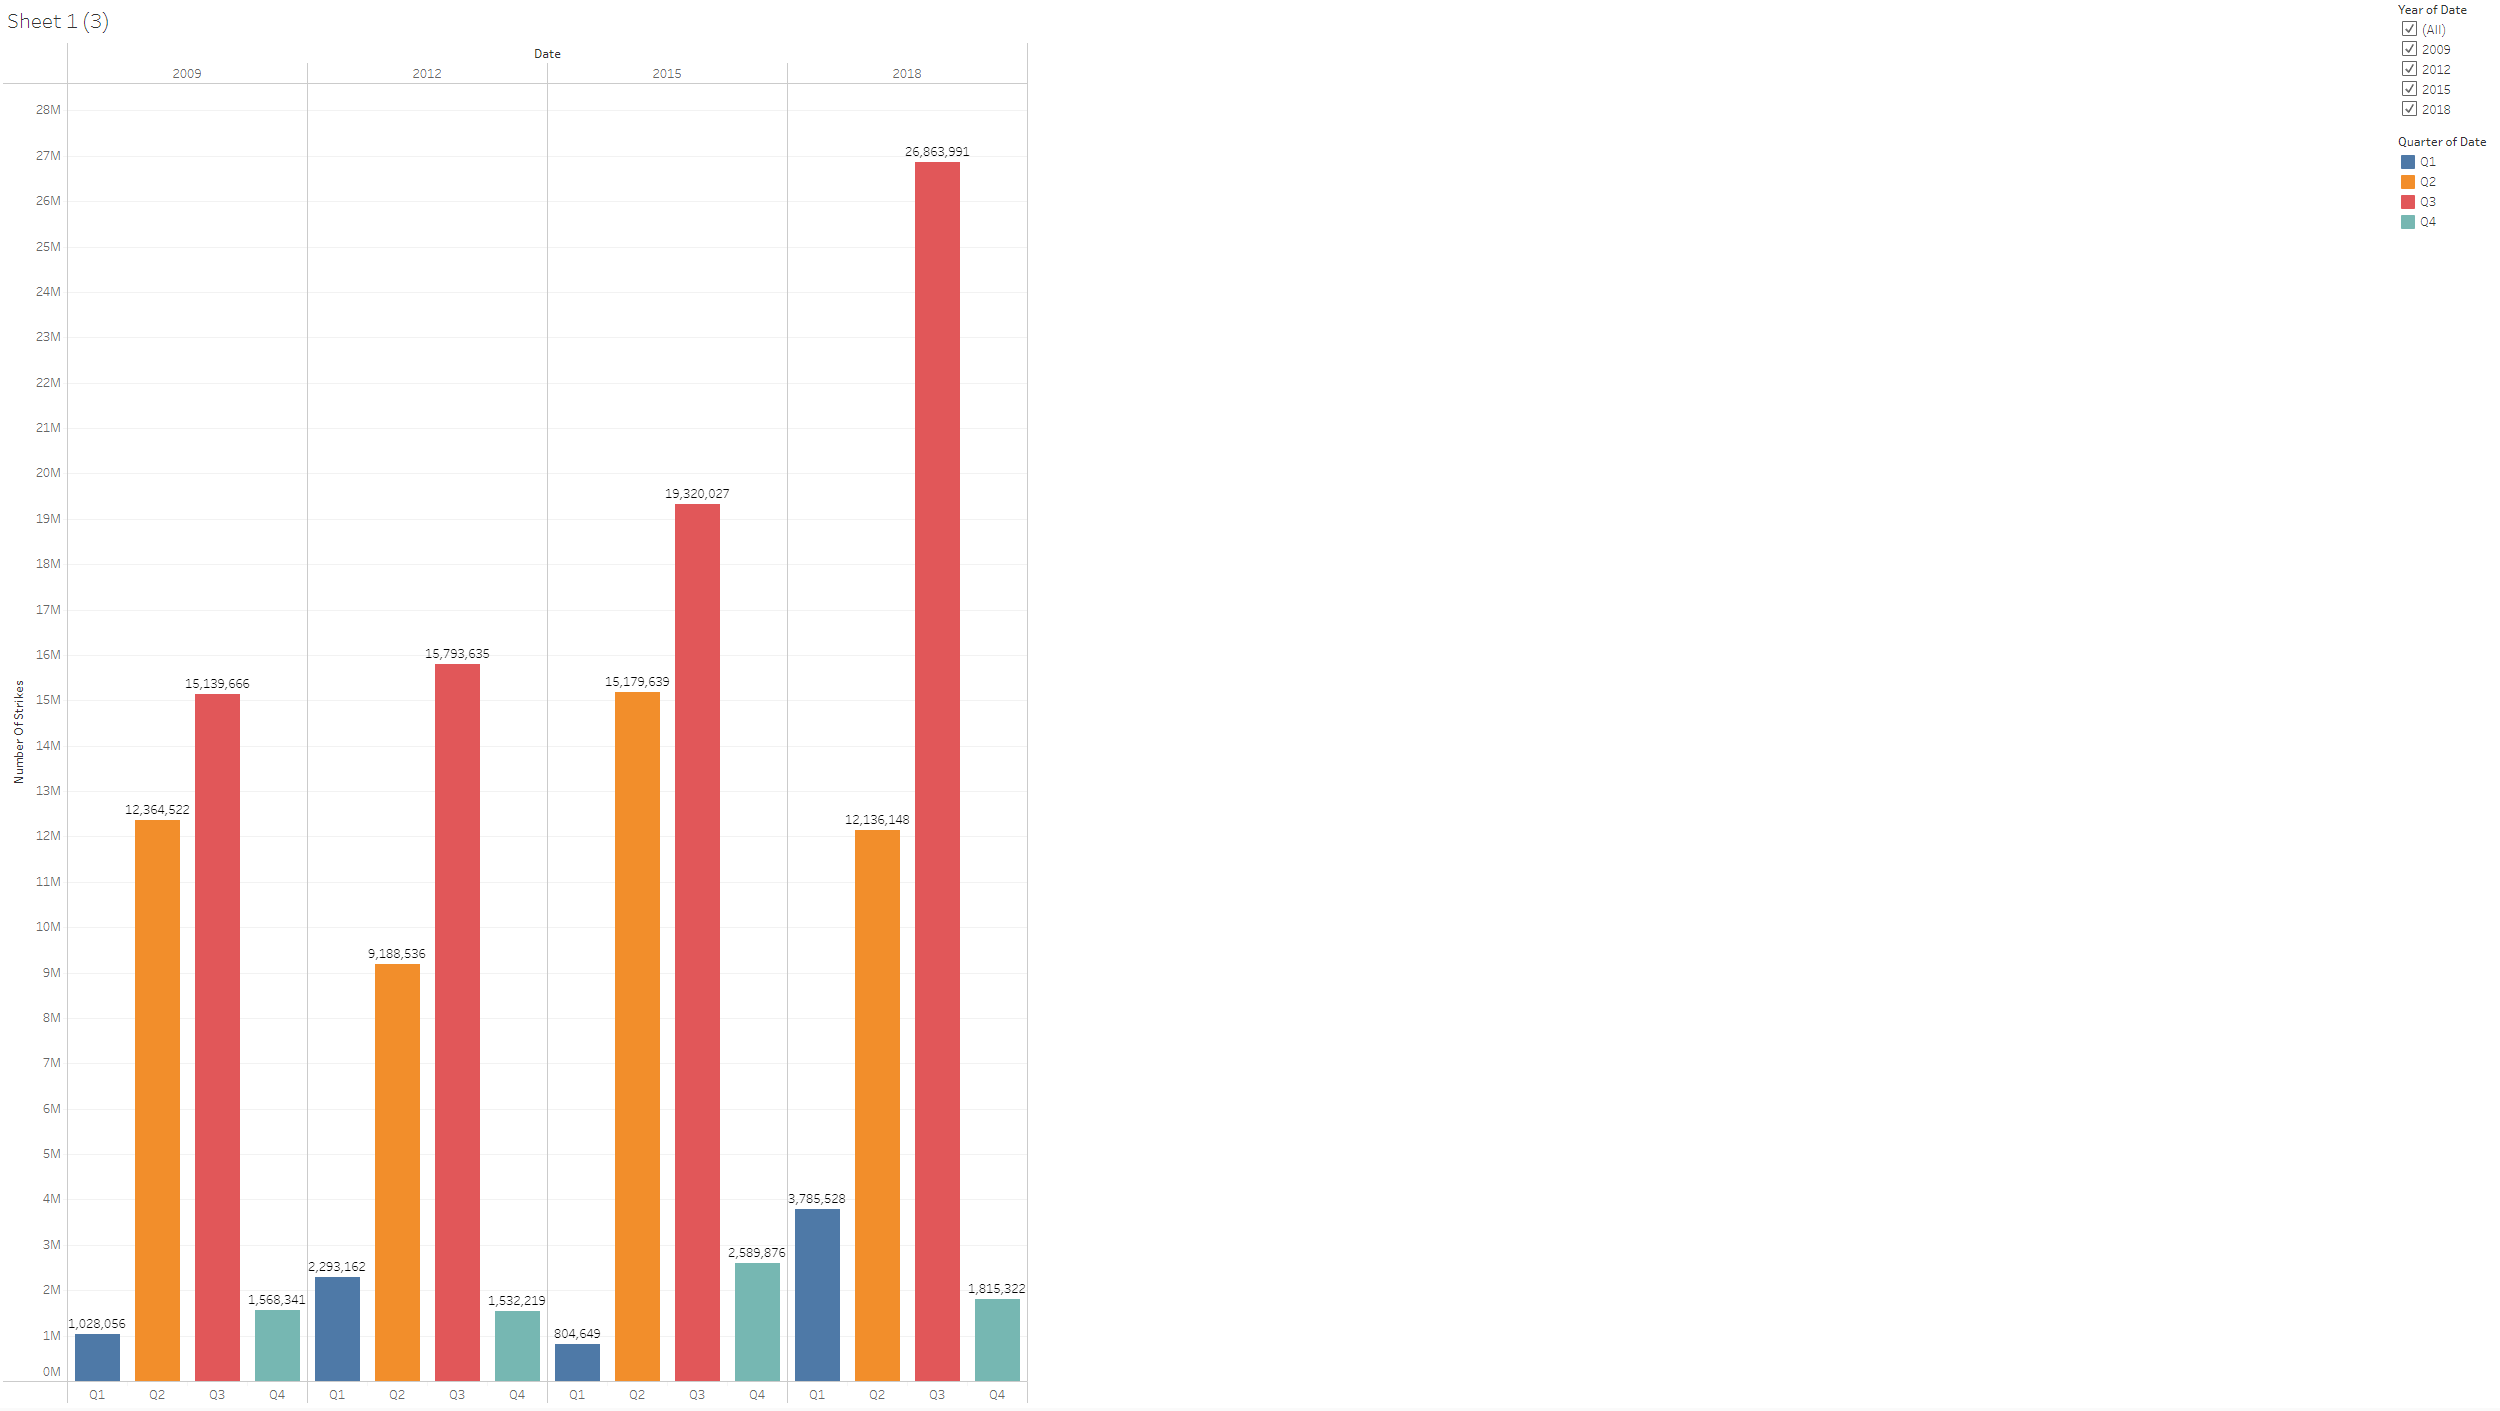 Sheet 1 (3)
Date
2009 2012 2015 2018
28M
27M
26M
25M
24M
23M
22M
21M
20M
19M
18M
17M
16M
15M
14M
13M
12M
11M
10M
9M
8M
7M
6M
5M
4M
3M
2M
1M
0M
Number Of Strikes
1,028,056
12,364,522
15,139,666
1,568,341
2,293,162
9,188,536
15,793,635
1,532,219
804,649
15,179,639
19,320,027
2,589,876
3,785,528
12,136,148
26,863,991
1,815,322
Q1 Q2 Q3 Q4 Q1 Q2 Q3 Q4 Q1 Q2 Q3 Q4 Q1 Q2 Q3 Q4
Year of Date
(All)
2009
2012
2015
2018
Quarter of Date
Q1
Q2
Q3
Q4